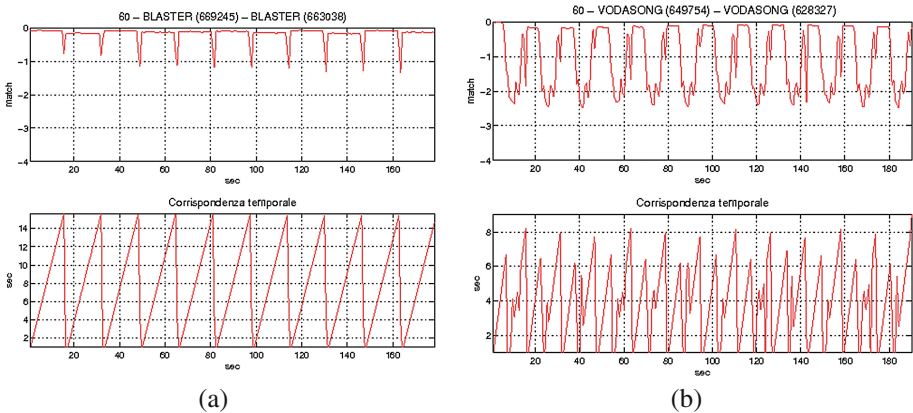 60 – BLASTER (669245) – BLASTER (663038)
0
−1
−2
−3
−4
match
20 40 60 80 100 120 140 160
sec
Corrispondenza temporale
14
12
10
8
6
4
2
sec
20 40 60 80 100 120 140 160
sec
(a)
60 – VODASONG (649754) – VODASONG (628327)
0
−1
−2
−3
−4
match
20 40 60 80 100 120 140 160 180
sec
Corrispondenza temporale
8
6
4
2
sec
20 40 60 80 100 120 140 160 180
sec
(b)